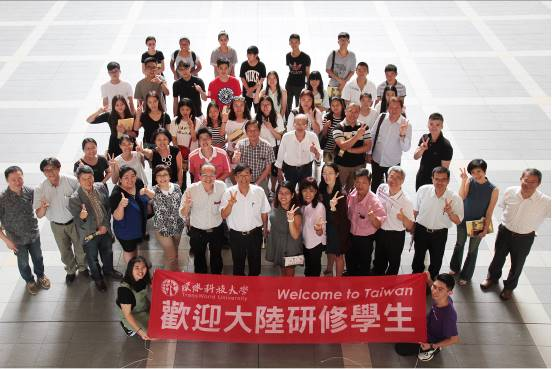 環球科技大學
TransWorld University
Welcome to Taiwan
歡迎大陸研修學生
NIKE